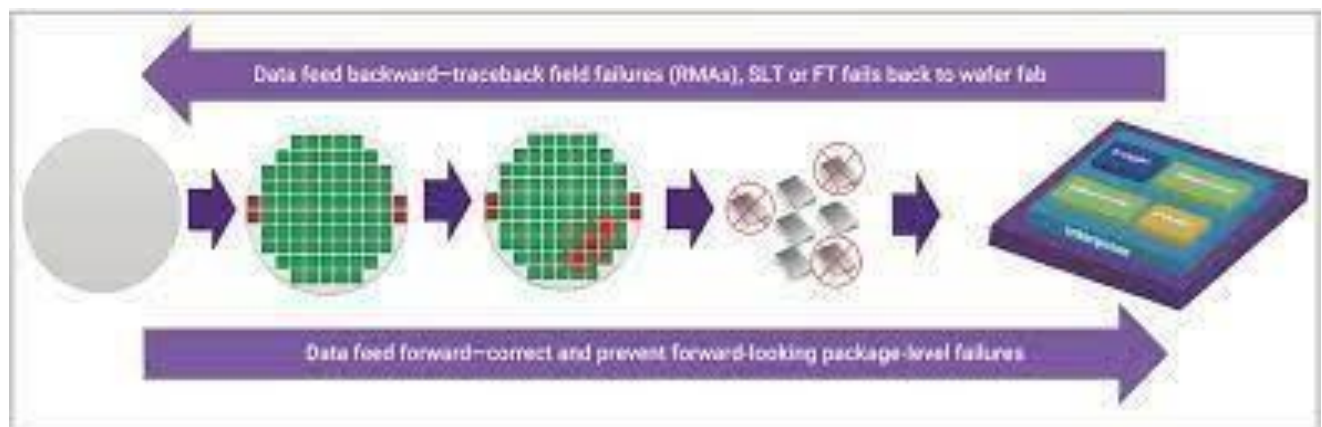 Data feed backward—traceback field failures (RMAs), SLT or FT fails back to wafer fab
Interposer
Data feed forward—correct and prevent forward-looking package-level failures